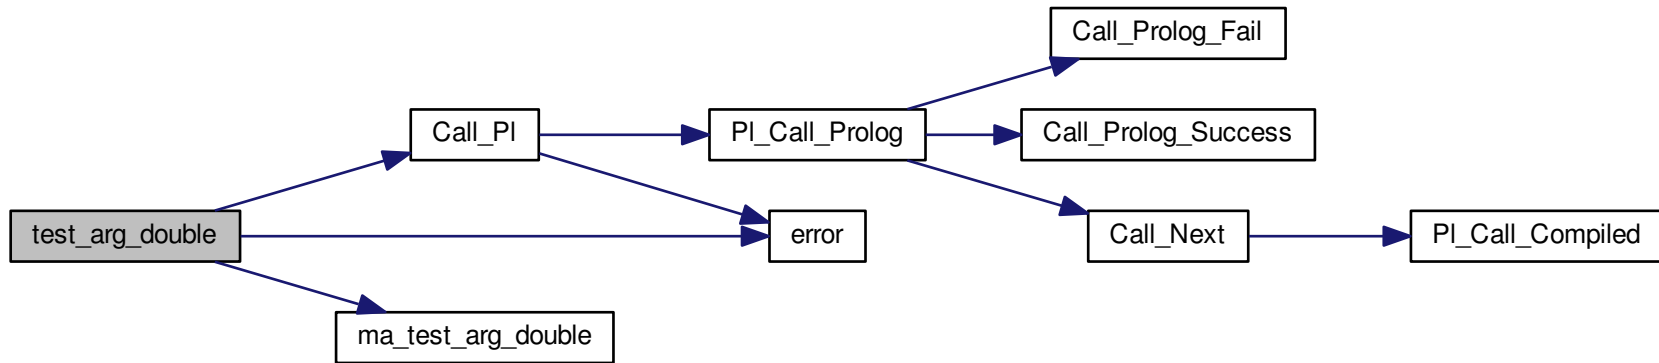 Call_Prolog_Fail
Call_Pl
Pl_Call_Prolog
Call_Prolog_Success
test_arg_double
error
Call_Next
Pl_Call_Compiled
ma_test_arg_double